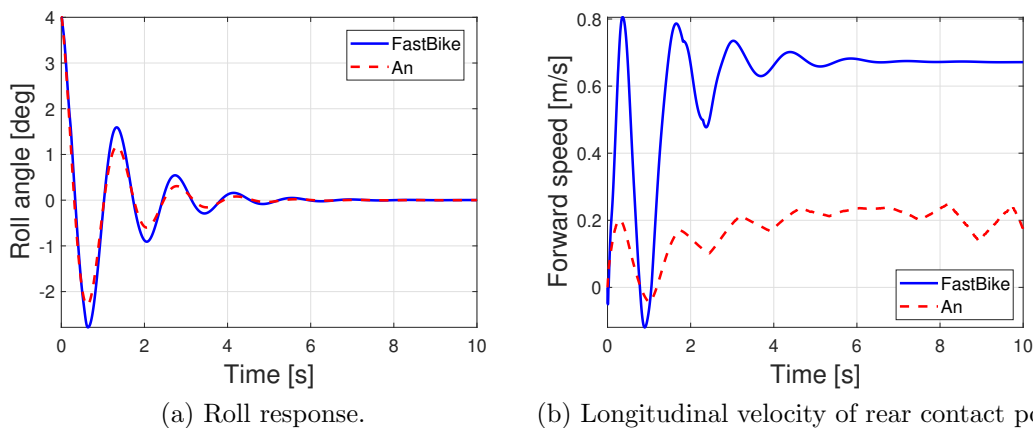 4
3
2
1
0
-1
-2
Roll angle [deg]
FastBike
An
0 2 4 6 8 10
Time [s]
(a) Roll response.
0.8
0.6
0.4
0.2
0
Forward speed [m/s]
FastBike
An
0 2 4 6 8 10
Time [s]
(b) Longitudinal velocity of rear contact po